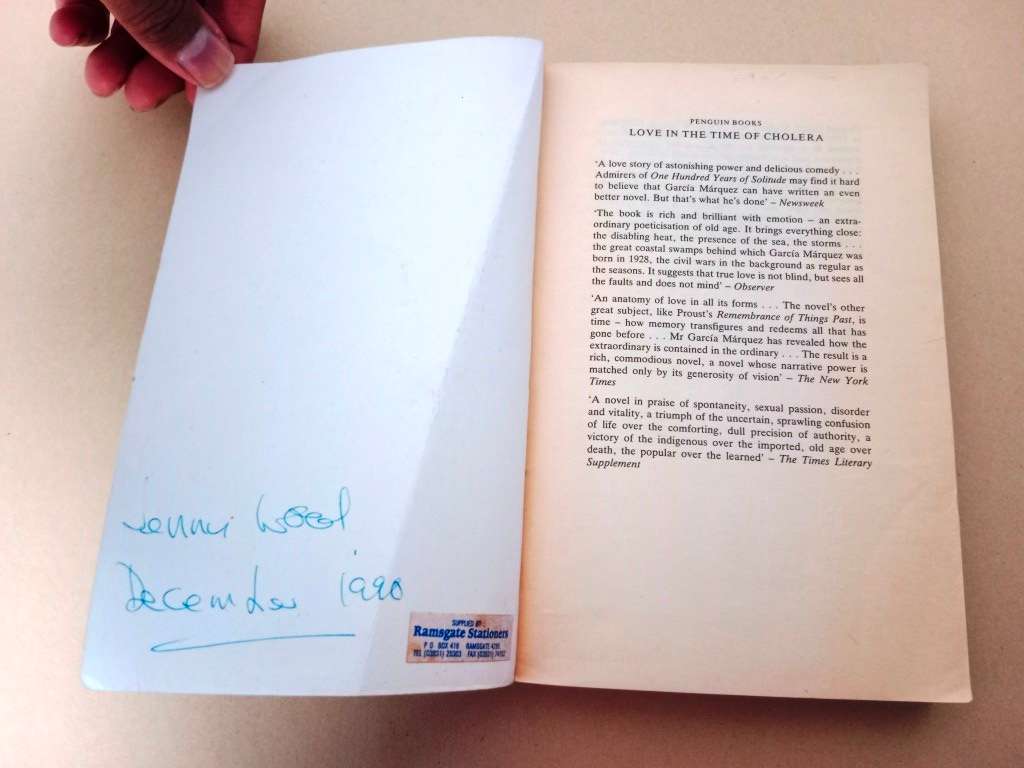 Jenny Wood
December 1990
SUPPLIED BY
Ramsgate Stationers
P O BOX 416 RAMSGATE 4285
TEL (03931) FAX (03931)
PENGUIN BOOKS
LOVE IN THE TIME OF CHOLERA
'A love story of astonishing power and delicious comedy . . .
Admirers of One Hundred Years of Solitude may find it hard
to believe that García Márquez can have written an even
better novel. But that's what he's done' – Newsweek
'The book is rich and brilliant with emotion – an extra-
ordinary poeticisation of old age. It brings everything close:
the disabling heat, the presence of the sea, the storms . . .
the great coastal swamps behind which García Márquez was
born in 1928, the civil wars in the background as regular as
the seasons. It suggests that true love is not blind, but sees all
the faults and does not mind' – Observer
'An anatomy of love in all its forms . . . The novel's other
great subject, like Proust's Remembrance of Things Past, is
time – how memory transfigures and redeems all that has
gone before . . . Mr García Márquez has revealed how the
extraordinary is contained in the ordinary . . . The result is a
rich, commodious novel, a novel whose narrative power is
matched only by its generosity of vision' – The New York
Times
'A novel in praise of spontaneity, sexual passion, disorder
and vitality, a triumph of the uncertain, sprawling confusion
of life over the comforting, dull precision of authority, a
victory of the indigenous over the imported, old age over
death, the popular over the learned' – The Times Literary
Supplement